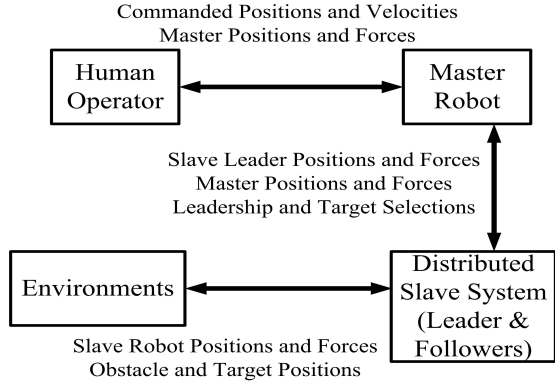 Commanded Positions and Velocities
Master Positions and Forces
Human
Operator
Master
Robot
Slave Leader Positions and Forces
Master Positions and Forces
Leadership and Target Selections
Environments
Distributed
Slave System
(Leader &
Followers)
Slave Robot Positions and Forces
Obstacle and Target Positions